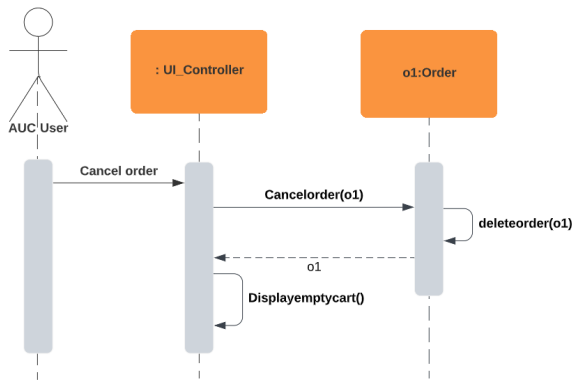 : UI_Controller
o1:Order
AUC User
Cancel order
Cancelorder(o1)
deleteorder(o1)
o1
Displayemptycart()